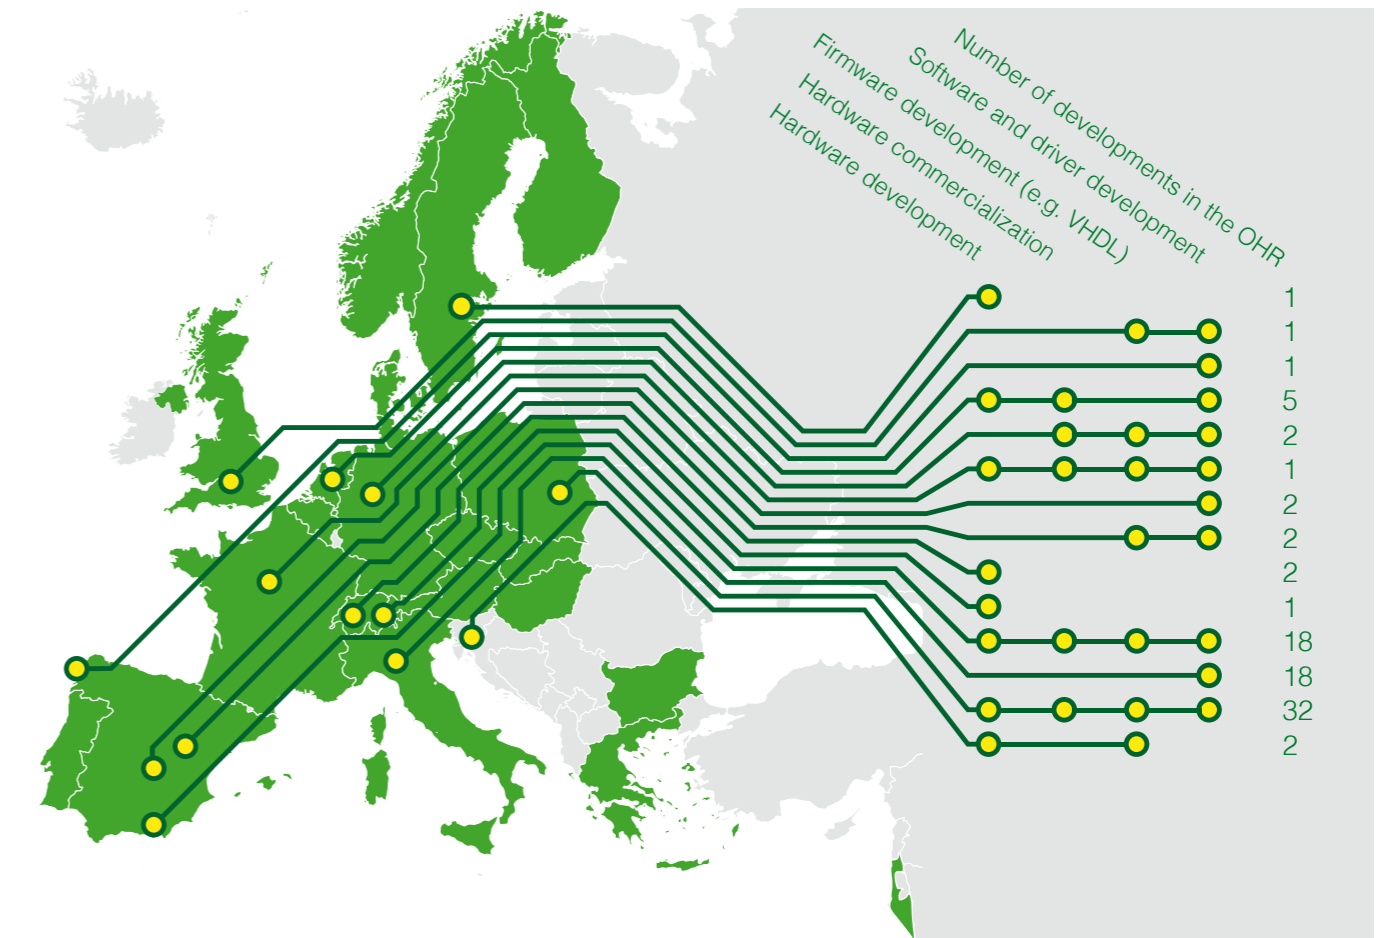 Number of developments in the OHR
Software and driver development
Firmware development (e.g. VHDL)
Hardware commercialization
Hardware development
1
1
1
5
2
1
2
2
2
1
18
18
32
2